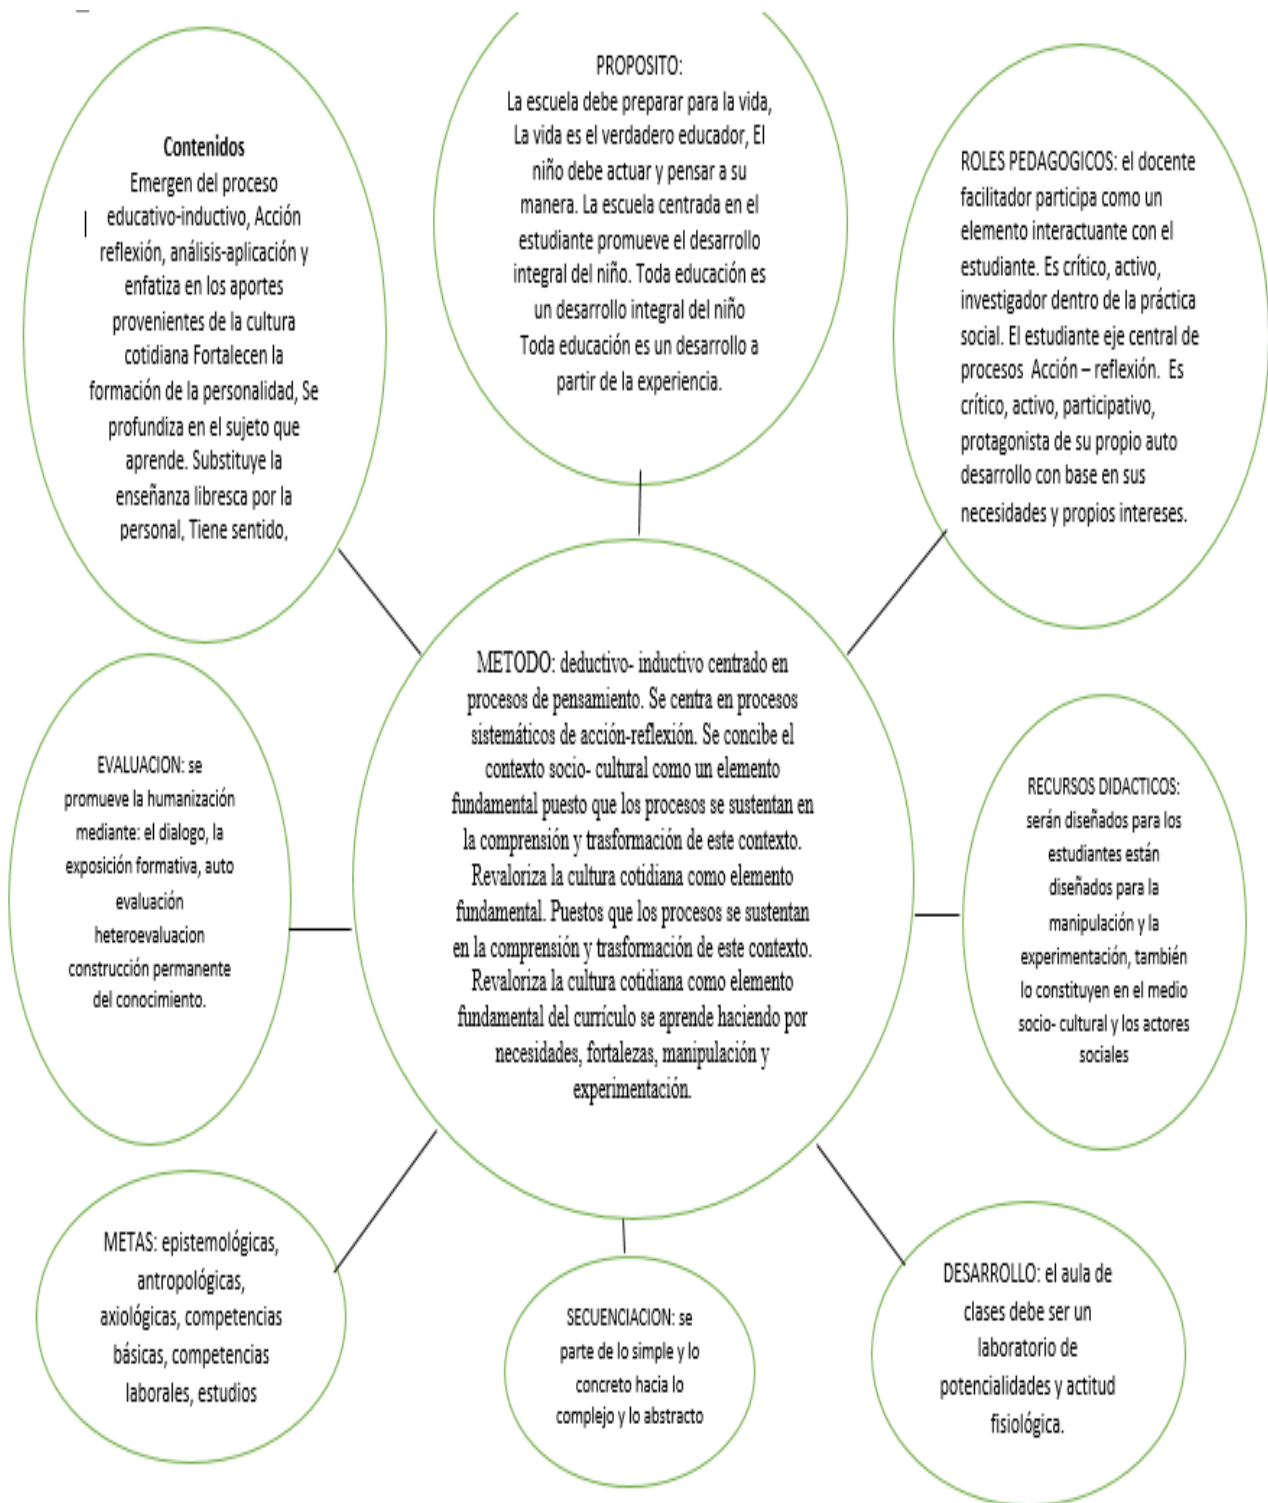 Contenidos
Emergen del proceso
educativo-inductivo, Acción
reflexión, análisis-aplicación y
enfatiza en los aportes
provenientes de la cultura
cotidiana Fortalecen la
formación de la personalidad, Se
profundiza en el sujeto que
aprende. Substituye la
enseñanza libresca por la
personal, Tiene sentido,
PROPOSITO:
La escuela debe preparar para la vida,
La vida es el verdadero educador, El
niño debe actuar y pensar a su
manera. La escuela centrada en el
estudiante promueve el desarrollo
integral del niño. Toda educación es
un desarrollo integral del niño
Toda educación es un desarrollo a
partir de la experiencia.
ROLES PEDAGOGICOS: el docente
facilitador participa como un
elemento interactuante con el
estudiante. Es crítico, activo,
investigador dentro de la práctica
social. El estudiante eje central de
procesos Acción – reflexión. Es
crítico, activo, participativo,
protagonista de su propio auto
desarrollo con base en sus
necesidades y propios intereses.
METODO: deductivo- inductivo centrado en
procesos de pensamiento. Se centra en procesos
sistemáticos de acción-reflexión. Se concibe el
contexto socio- cultural como un elemento
fundamental puesto que los procesos se sustentan en
la comprensión y trasformación de este contexto.
Revaloriza la cultura cotidiana como elemento
fundamental. Puestos que los procesos se sustentan
en la comprensión y trasformación de este contexto.
Revaloriza la cultura cotidiana como elemento
fundamental del currículo se aprende haciendo por
necesidades, fortalezas, manipulación y
experimentación.
EVALUACION: se
promueve la humanización
mediante: el dialogo, la
exposición formativa, auto
evaluación
heteroevaluacion
construcción permanente
del conocimiento.
RECURSOS DIDACTICOS:
serán diseñados para los
estudiantes están
diseñados para la
manipulación y la
experimentación, también
lo constituyen en el medio
socio- cultural y los actores
sociales
METAS: epistemológicas,
antropológicas,
axiológicas, competencias
básicas, competencias
laborales, estudios
SECUENCIACION: se
parte de lo simple y lo
concreto hacia lo
complejo y lo abstracto
DESARROLLO: el aula de
clases debe ser un
laboratorio de
potencialidades y actitud
fisiológica.